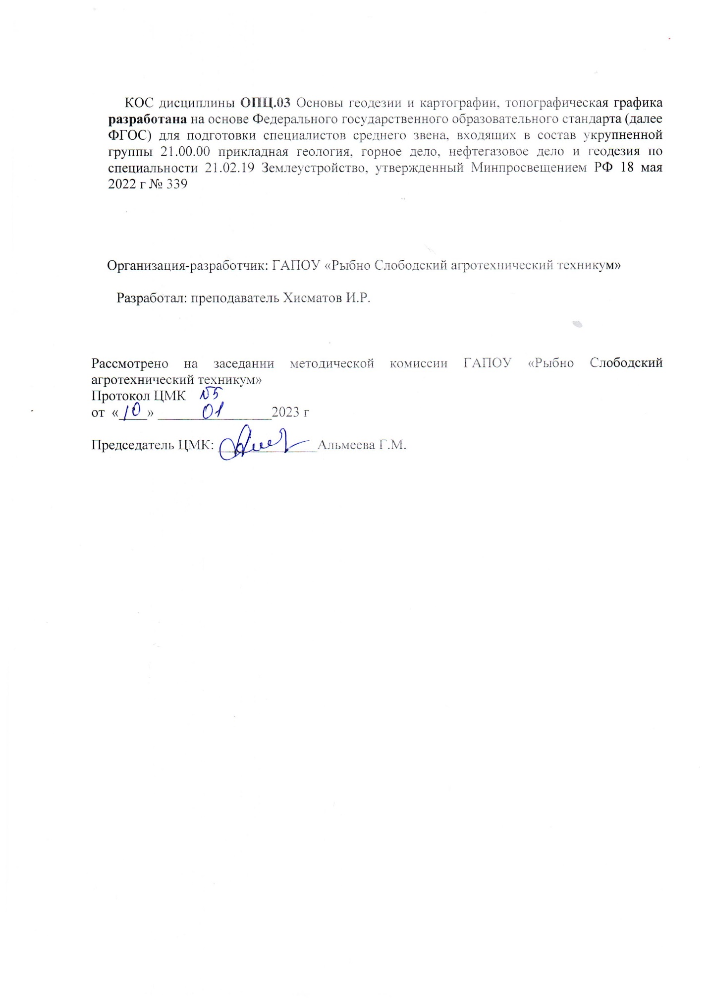 КОС дисциплины ОПЦ.03 Основы геодезии и картографии, топографическая графика
разработана на основе Федерального государственного образовательного стандарта (далее
ФГОС) для подготовки специалистов среднего звена, входящих в состав укрупненной
группы 21.00.00 прикладная геология, горное дело, нефтегазовое дело и геодезия по
специальности 21.02.19 Землеустройство, утвержденный Минпросвещением РФ 18 мая
2022 г № 339
Организация-разработчик: ГАПОУ «Рыбно Слободский агротехнический техникум»
Разработал: преподаватель Хисматов И.Р.
Рассмотрено на заседании методической комиссии ГАПОУ «Рыбно Слободский
агротехнический техникум»
Протокол ЦМК №5
от «10» 01 2023 г
Председатель ЦМК: Альмеева Г.М.